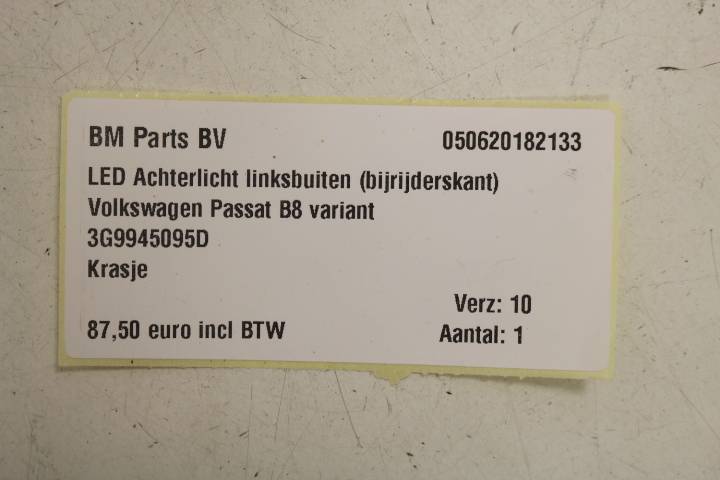 BM Parts BV 050620182133
LED Achterlicht linksbuiten (bijrijderskant)
Volkswagen Passat B8 variant
3G9945095D
Krasje
Verz: 10
87,50 euro incl BTW Aantal: 1